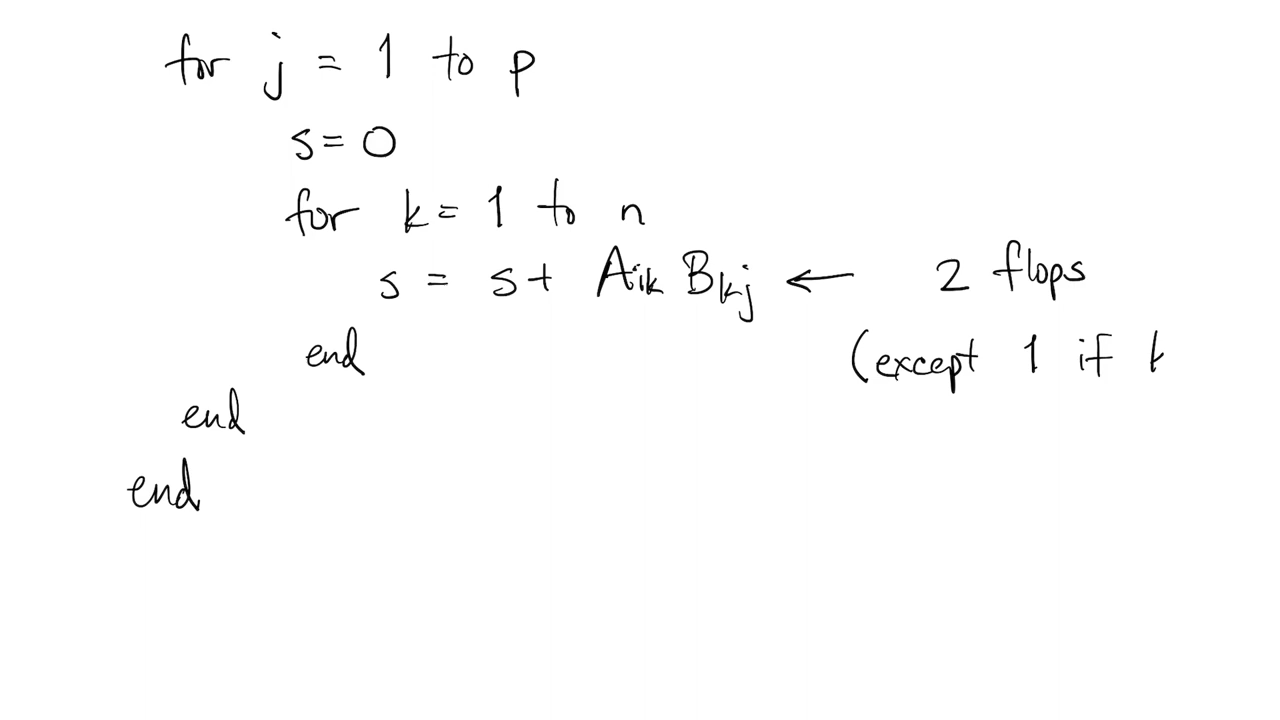 for j = 1 to p
s = 0
for k = 1 to n
s = s + Aik Bkj ← 2 flops
end (except 1 if
end
end